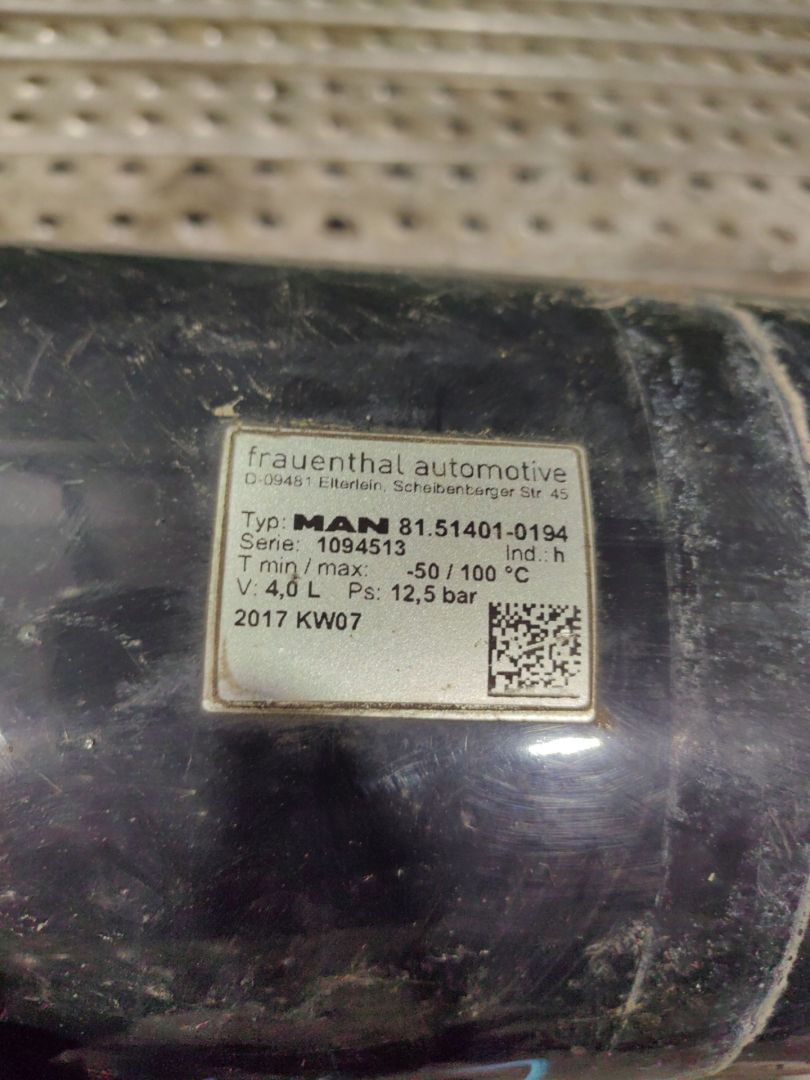 frauenthal automotive
D-09481 Elterlein, Scheibenberger Str. 45
Typ: MAN 81.51401-0194
Serie: 1094513 Ind.: h
T min / max: -50 / 100 °C
V: 4,0 L Ps: 12,5 bar
2017 KW07